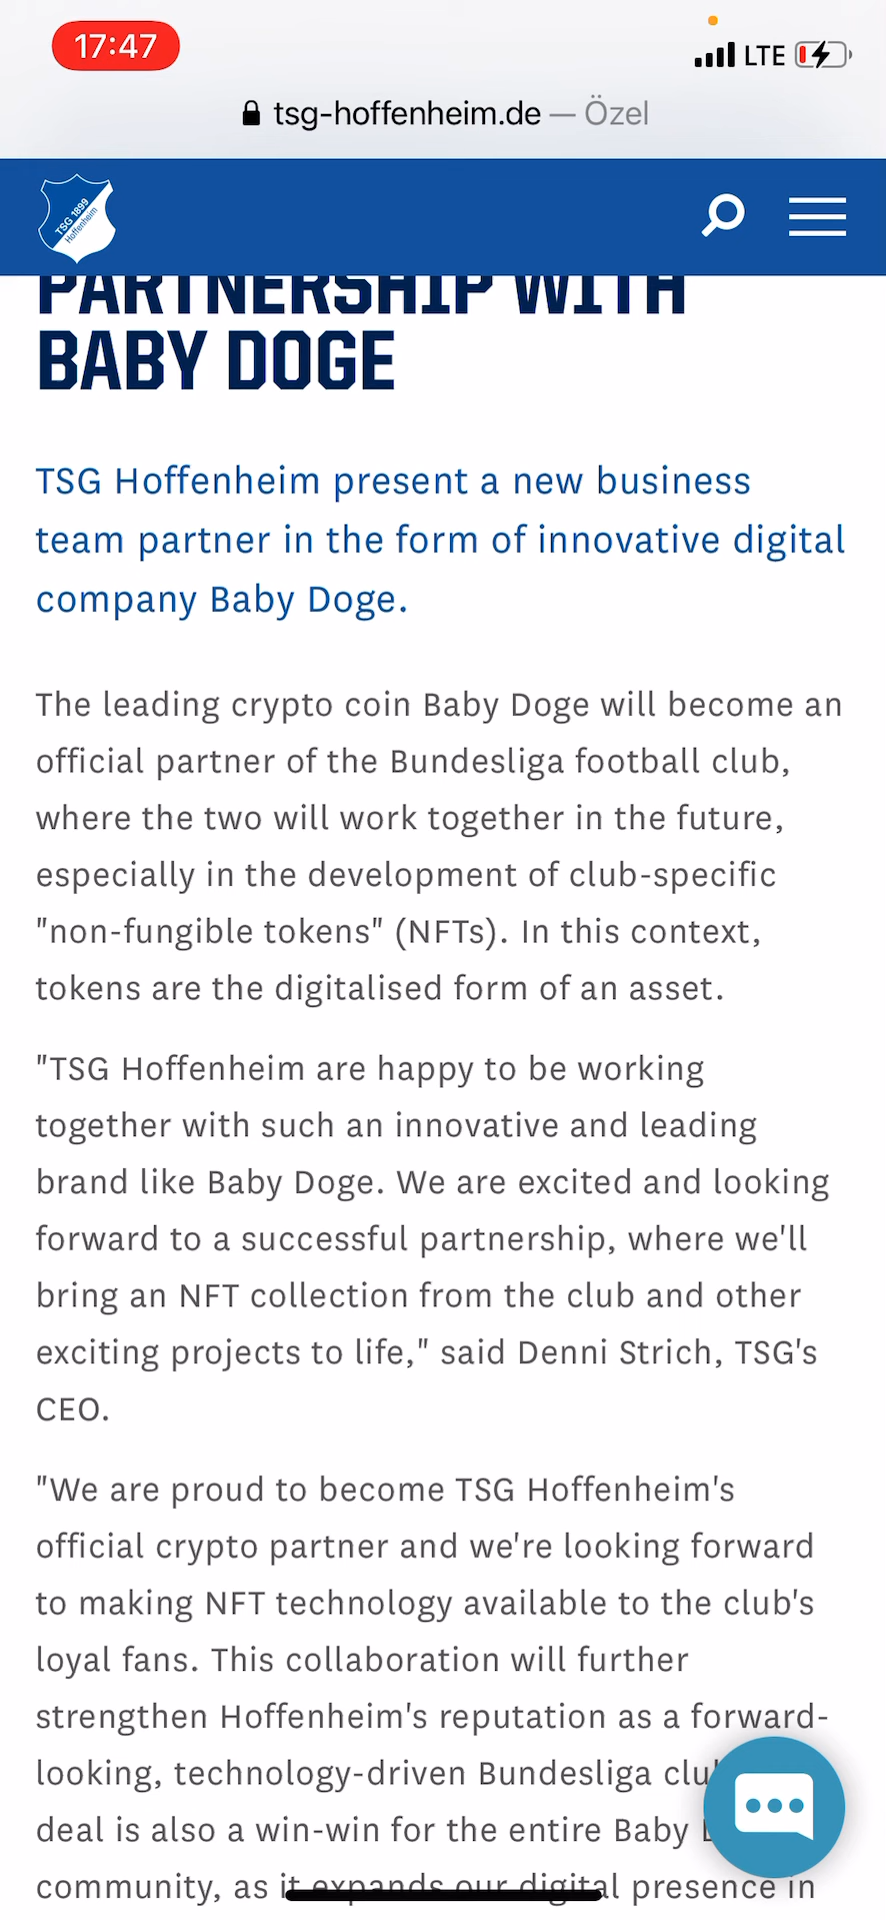 17:47
LTE
tsg-hoffenheim.de — Özel
TSG 1899
Hoffenheim
PARTNERSHIP WITH
BABY DOGE
TSG Hoffenheim present a new business
team partner in the form of innovative digital
company Baby Doge.
The leading crypto coin Baby Doge will become an
official partner of the Bundesliga football club,
where the two will work together in the future,
especially in the development of club-specific
"non-fungible tokens" (NFTs). In this context,
tokens are the digitalised form of an asset.
"TSG Hoffenheim are happy to be working
together with such an innovative and leading
brand like Baby Doge. We are excited and looking
forward to a successful partnership, where we'll
bring an NFT collection from the club and other
exciting projects to life," said Denni Strich, TSG's
CEO.
"We are proud to become TSG Hoffenheim's
official crypto partner and we're looking forward
to making NFT technology available to the club's
loyal fans. This collaboration will further
strengthen Hoffenheim's reputation as a forward-
looking, technology-driven Bundesliga
deal is also a win-win for the entire Baby
community, as it expands our digital presence in